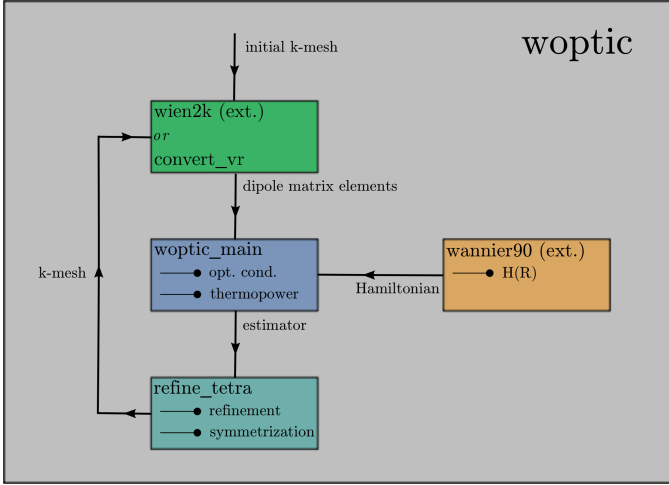 woptic
initial k-mesh
wien2k (ext.)
or
convert_vr
dipole matrix elements
woptic_main
opt. cond.
thermopower
wannier90 (ext.)
H(R)
Hamiltonian
k-mesh
estimator
refine_tetra
refinement
symmetrization